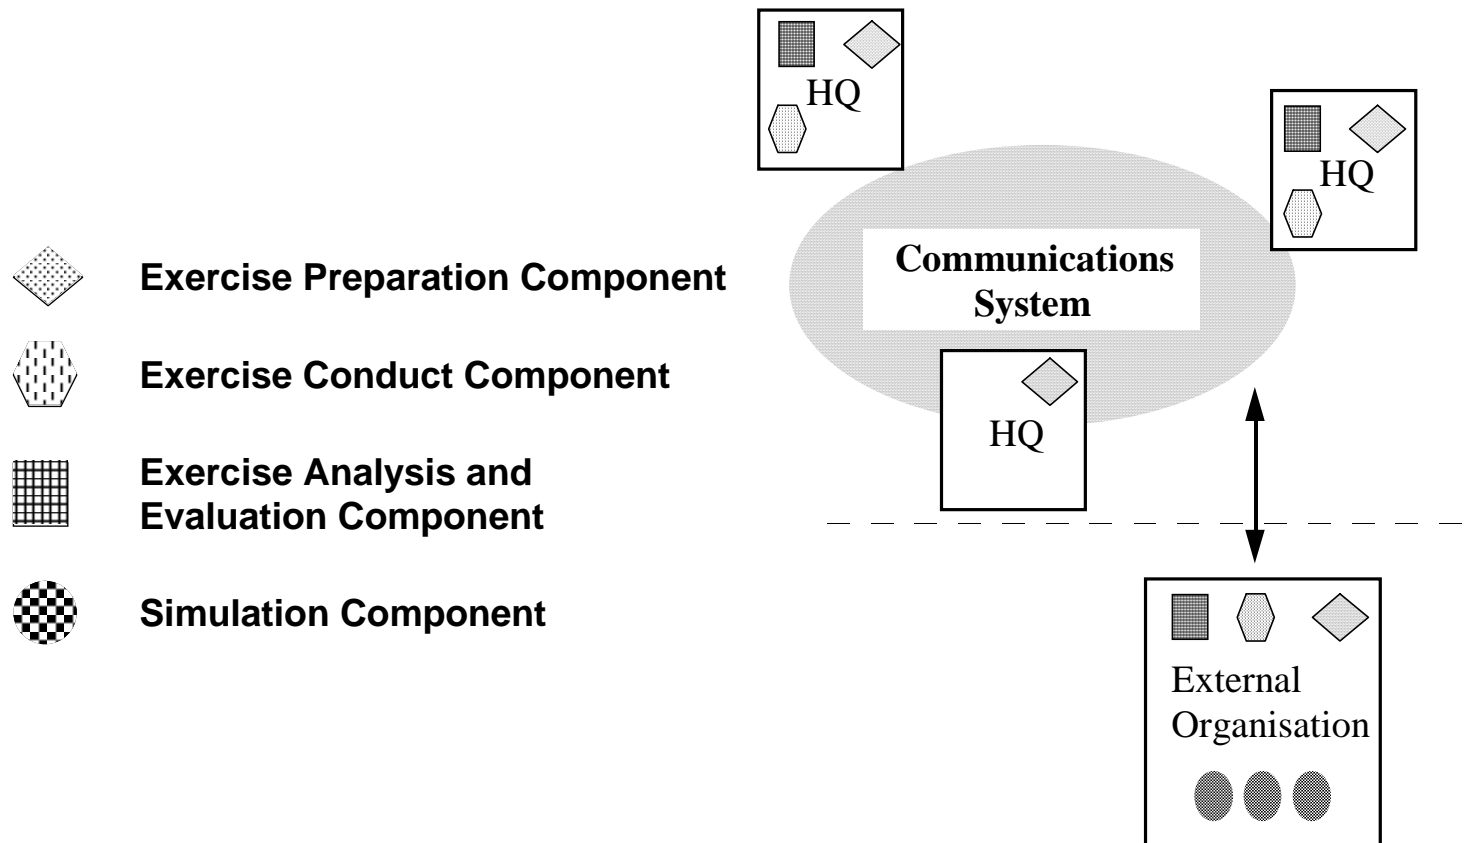 HQ
HQ
Communications
System
Exercise Preparation Component
Exercise Conduct Component
HQ
Exercise Analysis and
Evaluation Component
Simulation Component
External
Organisation